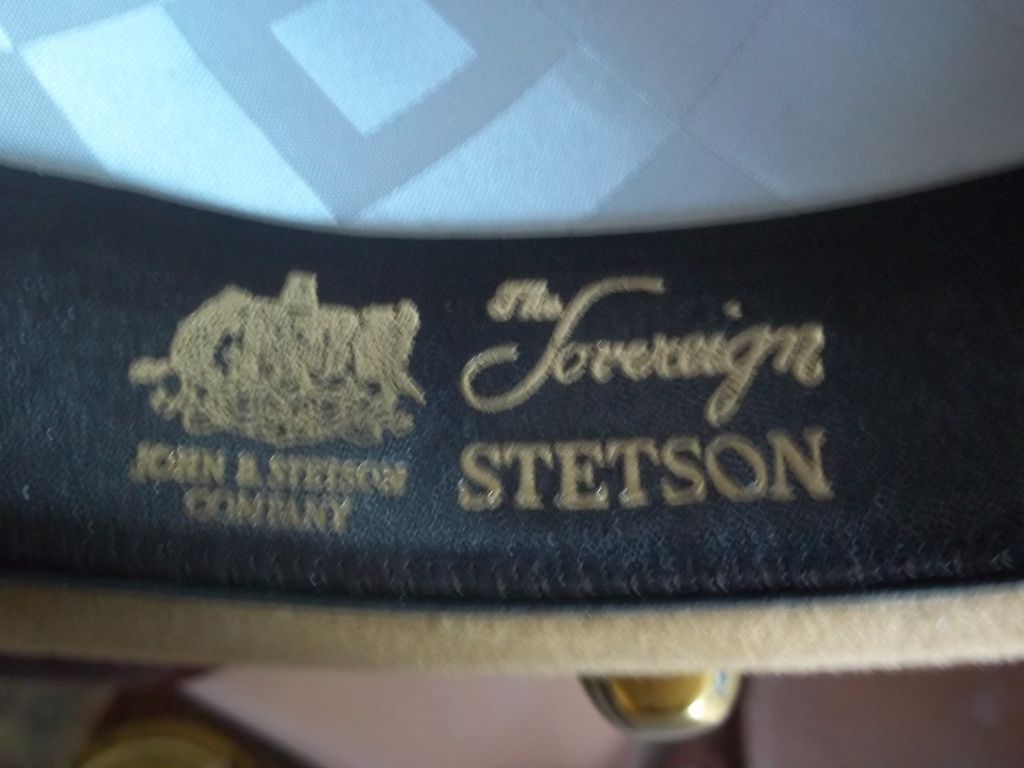 The Sovereign
STETSON
JOHN B STETSON
COMPANY